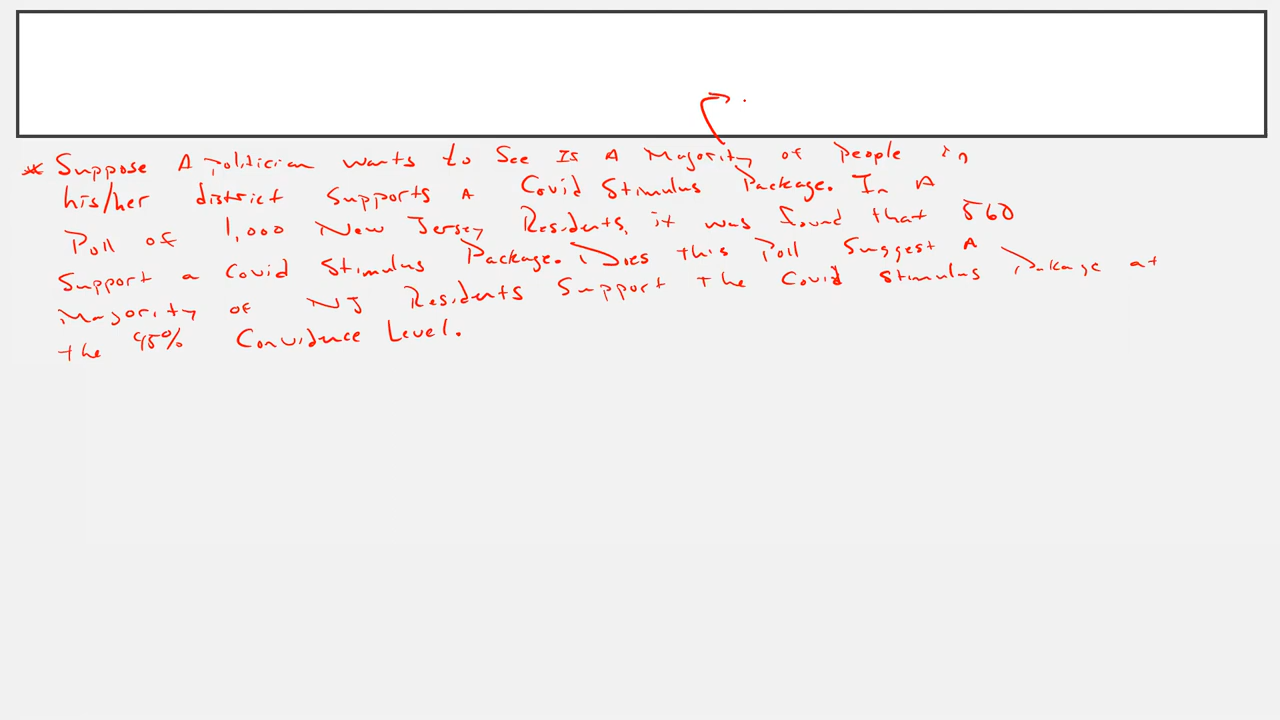 * Suppose A politician wants to See Is A Majority of People in
his/her district Supports A Covid Stimulus Package. In A
Poll of 1,000 New Jersey Residents, it was found that 560
Support a Covid Stimulus Package. Does this Poll Suggest A
Majority of NJ Residents Support the Covid Stimulus Pakage at
the 95% Convidence Level.